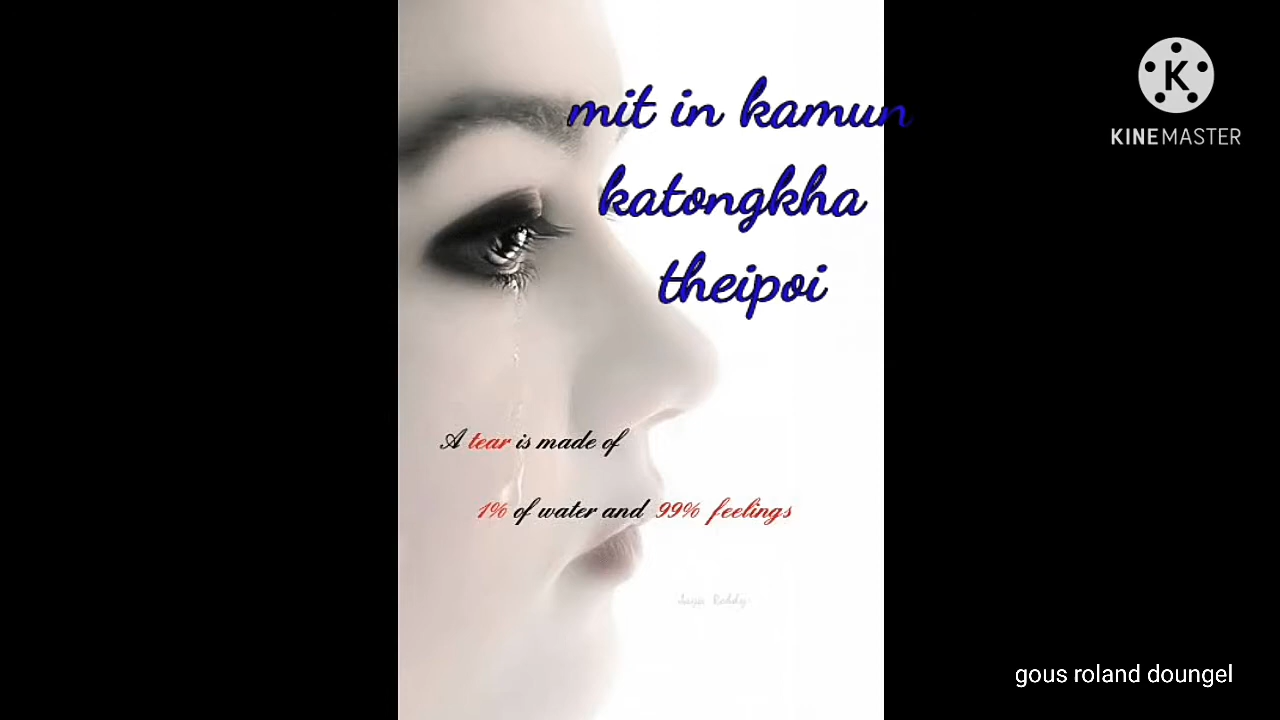 mit in kamun
katongkha
theipoi
KINEMASTER
A tear is made of
1% of water and 99% feelings
gous roland doungel